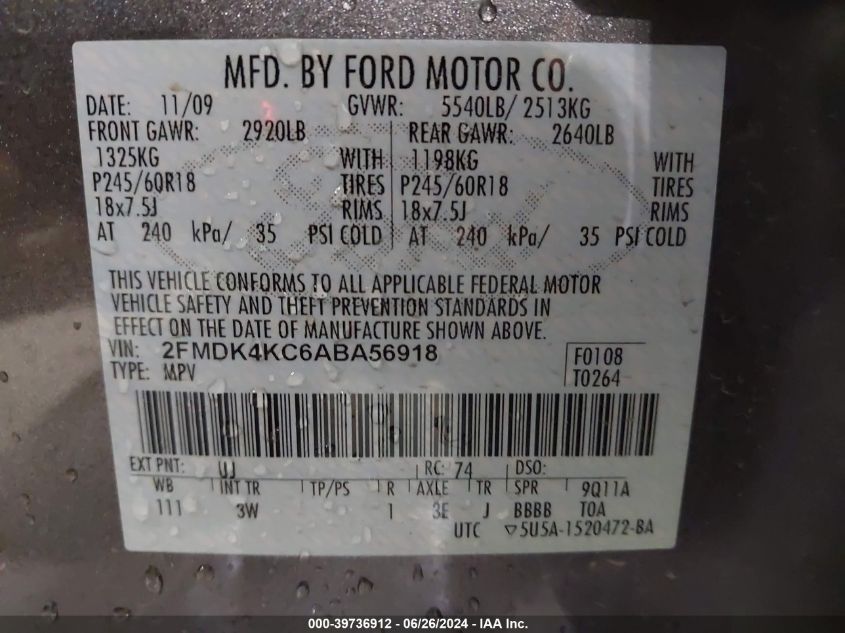 MFD. BY FORD MOTOR CO.
DATE: 11/09 GVWR: 5540LB/ 2513KG
FRONT GAWR: 2920LB REAR GAWR: 2640LB
1325KG WITH 1198KG WITH
P245/60R18 TIRES P245/60R18 TIRES
18x7.5J RIMS 18x7.5J RIMS
AT 240 kPa/ 35 PSI COLD AT 240 kPa/ 35 PSI COLD
THIS VEHICLE CONFORMS TO ALL APPLICABLE FEDERAL MOTOR
VEHICLE SAFETY AND THEFT PREVENTION STANDARDS IN
EFFECT ON THE DATE OF MANUFACTURE SHOWN ABOVE.
VIN: 2FMDK4KC6ABA56918 F0108
TYPE: MPV T0264
EXT PNT: UJ RC: 74 DSO:
WB INT TR TP/PS R AXLE TR SPR 9Q11A
111 3W 1 3E J BBBB TOA
UTC ▽5U5A-1520472-BA
000-39736912 / 06/26/2024 / IAA Inc.